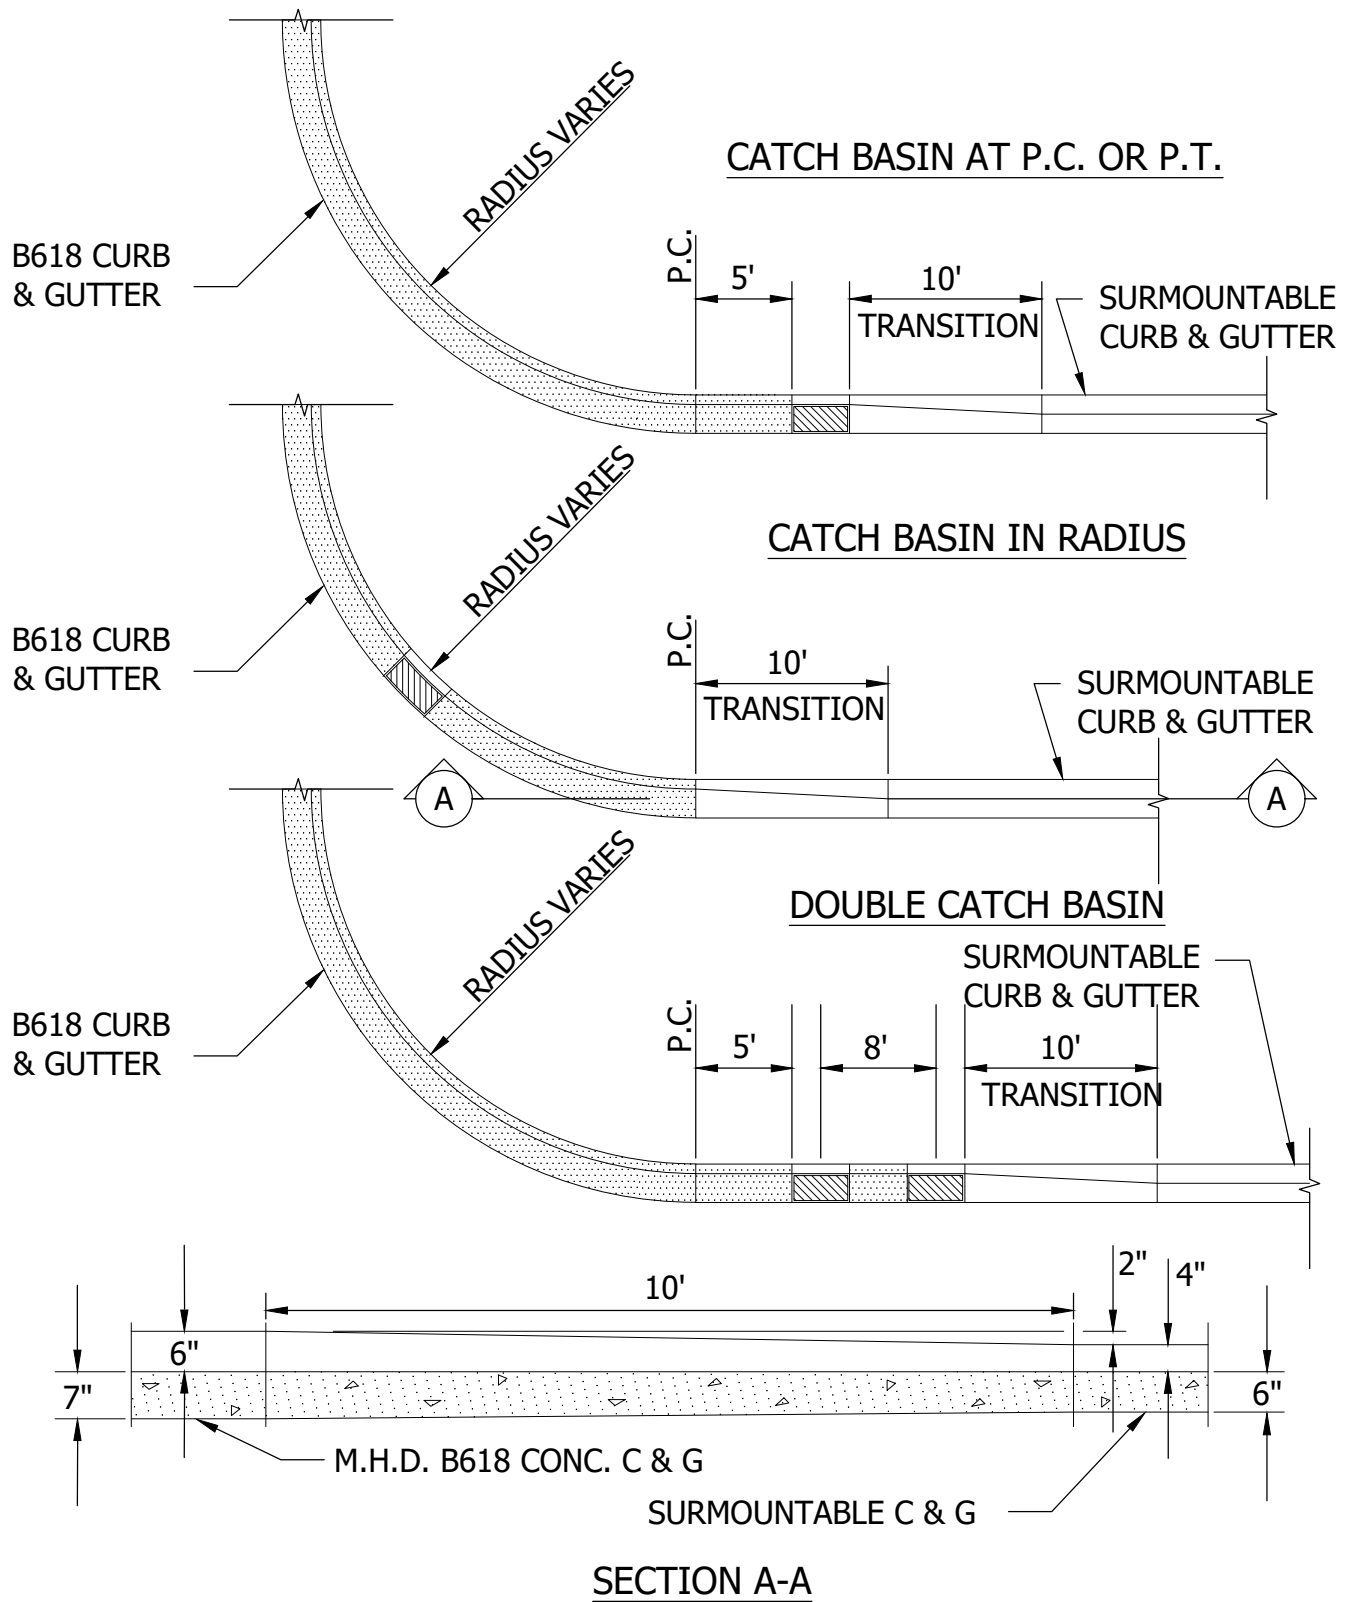 RADIUS VARIES
CATCH BASIN AT P.C. OR P.T.
B618 CURB
& GUTTER
P.C.
5'
10'
TRANSITION
SURMOUNTABLE
CURB & GUTTER
RADIUS VARIES
CATCH BASIN IN RADIUS
B618 CURB
& GUTTER
P.C.
10'
TRANSITION
SURMOUNTABLE
CURB & GUTTER
A
A
RADIUS VARIES
DOUBLE CATCH BASIN
SURMOUNTABLE
CURB & GUTTER
B618 CURB
& GUTTER
P.C.
5'
8'
10'
TRANSITION
10'
2"
4"
6"
7"
6"
M.H.D. B618 CONC. C & G
SURMOUNTABLE C & G
SECTION A-A